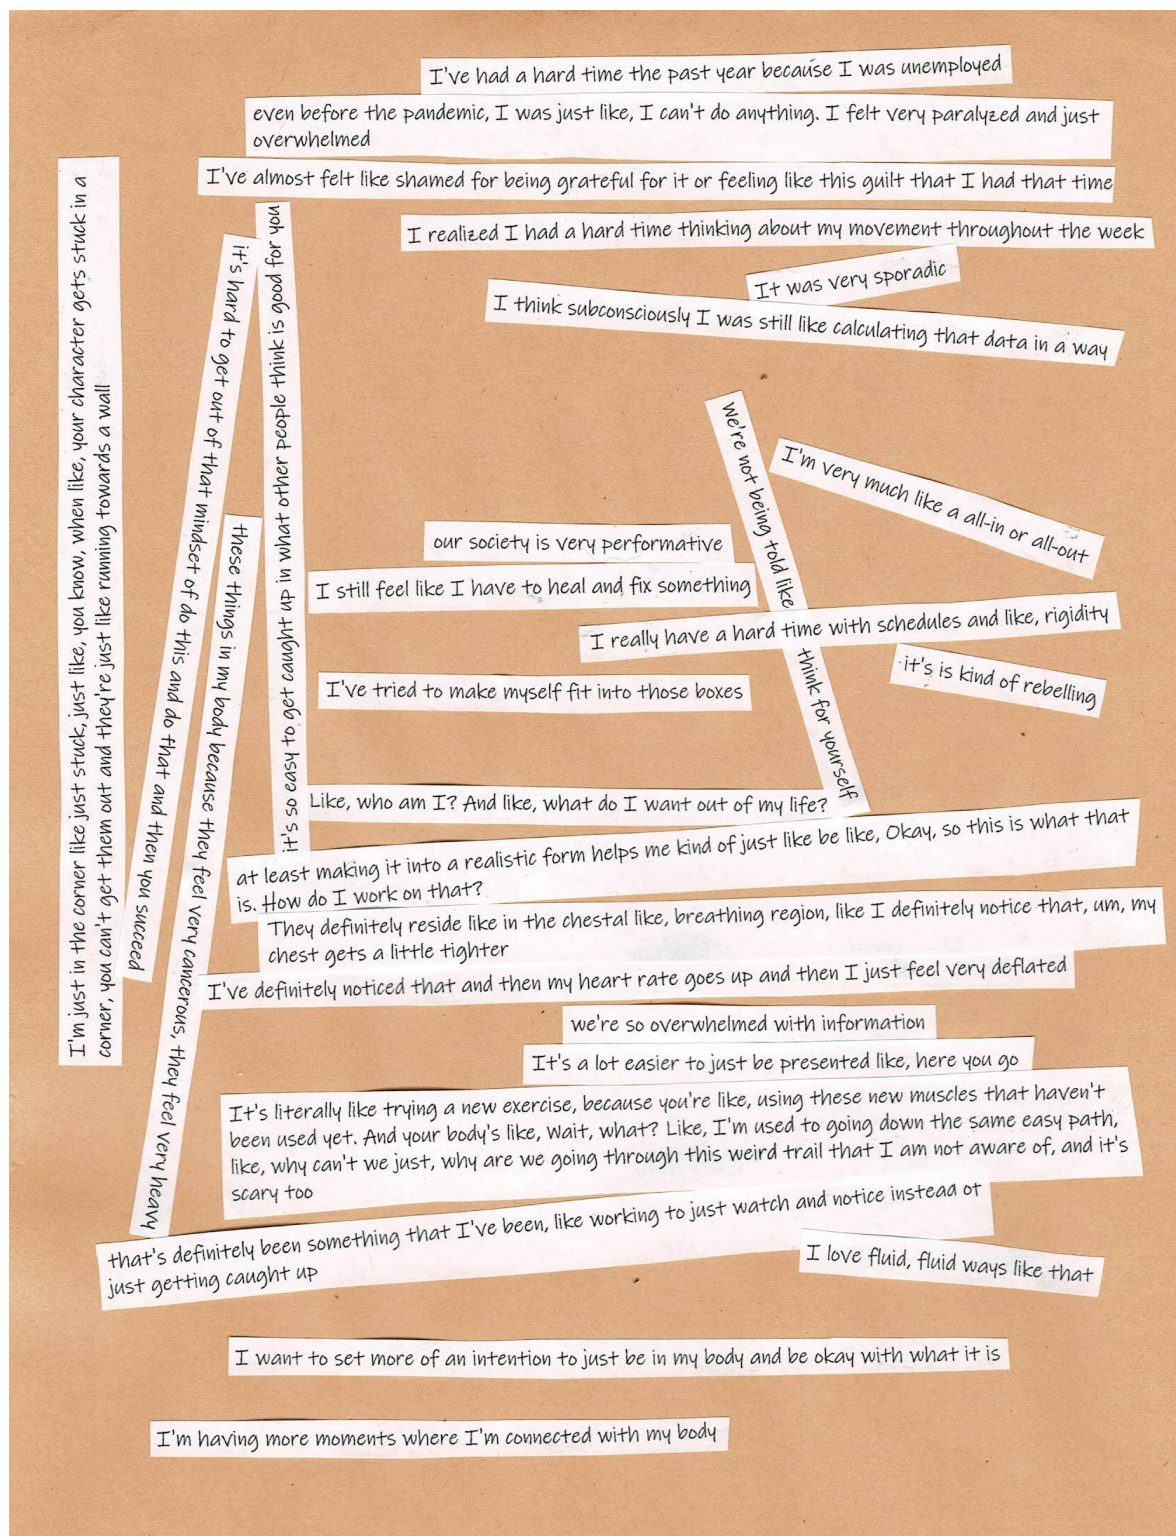 I've had a hard time the past year because I was unemployed
even before the pandemic, I was just like, I can't do anything. I felt very paralyzed and just
overwhelmed
I've almost felt like shamed for being grateful for it or feeling like this guilt that I had that time
I realized I had a hard time thinking about my movement throughout the week
It was very sporadic
I think subconsciously I was still like calculating that data in a way
I'm just in the corner like just stuck, just like, you know, when like, your character gets stuck in a
corner, you can't get them out and they're just like running towards a wall
it's hard to get out of that mindset of do this and do that and then you succeed
these things in my body because they feel very cancerous, they feel very heavy
it's so easy to get caught up in what other people think is good for you
we're not being told like think for yourself
I'm very much like a all-in or all-out
our society is very performative
I still feel like I have to heal and fix something
I really have a hard time with schedules and like, rigidity
it's is kind of rebelling
I've tried to make myself fit into those boxes
Like, who am I? And like, what do I want out of my life?
at least making it into a realistic form helps me kind of just like be like, Okay, so this is what that
is. How do I work on that?
They definitely reside like in the chestal like, breathing region, like I definitely notice that, um, my
chest gets a little tighter
I've definitely noticed that and then my heart rate goes up and then I just feel very deflated
we're so overwhelmed with information
It's a lot easier to just be presented like, here you go
It's literally like trying a new exercise, because you're like, using these new muscles that haven't
been used yet. And your body's like, Wait, what? Like, I'm used to going down the same easy path,
like, why can't we just, why are we going through this weird trail that I am not aware of, and it's
scary too
that's definitely been something that I've been, like working to just watch and notice instead of
just getting caught up
I love fluid, fluid ways like that
I want to set more of an intention to just be in my body and be okay with what it is
I'm having more moments where I'm connected with my body